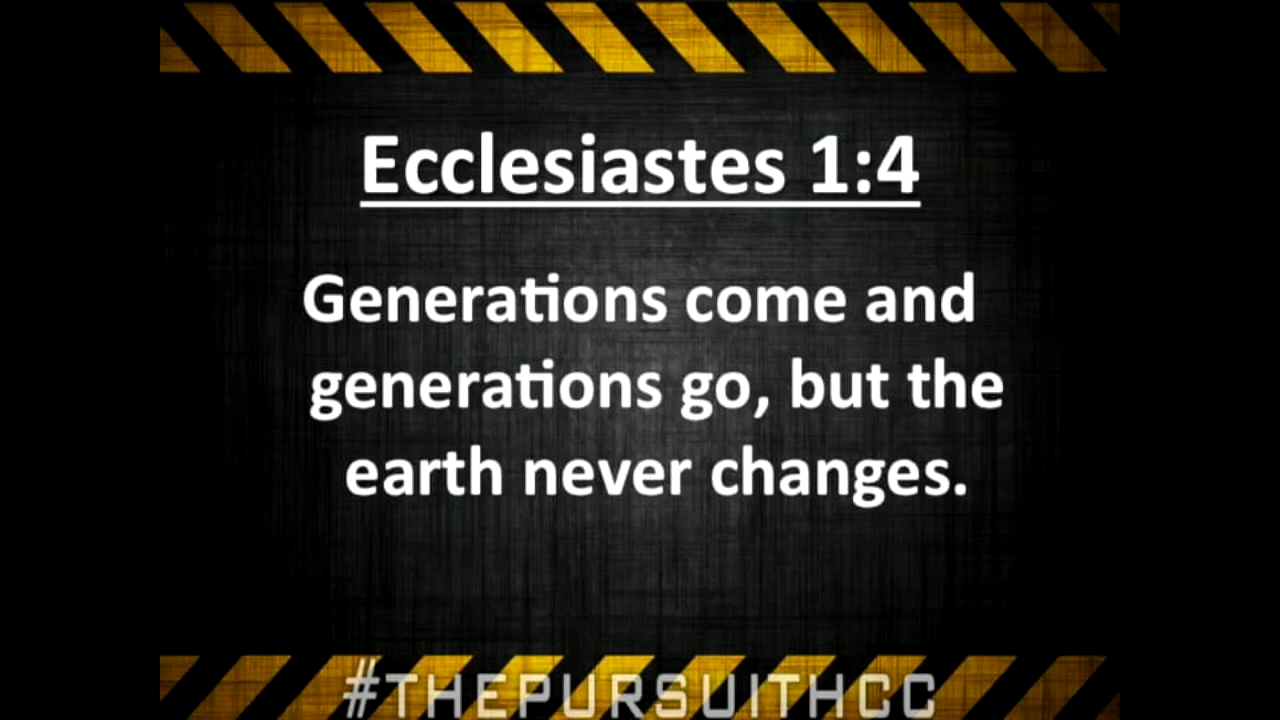 Ecclesiastes 1:4
Generations come and
generations go, but the
earth never changes.
#THEPURSUITHCC